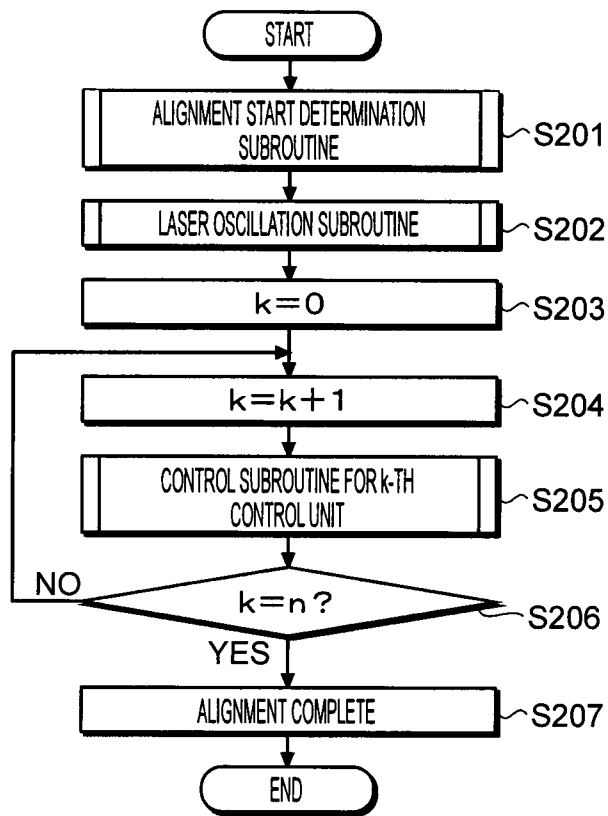 START
ALIGNMENT START DETERMINATION
SUBROUTINE
S201
LASER OSCILLATION SUBROUTINE
S202
k=0
S203
k=k+1
S204
CONTROL SUBROUTINE FOR k-TH
CONTROL UNIT
S205
NO
k=n?
S206
YES
ALIGNMENT COMPLETE
S207
END